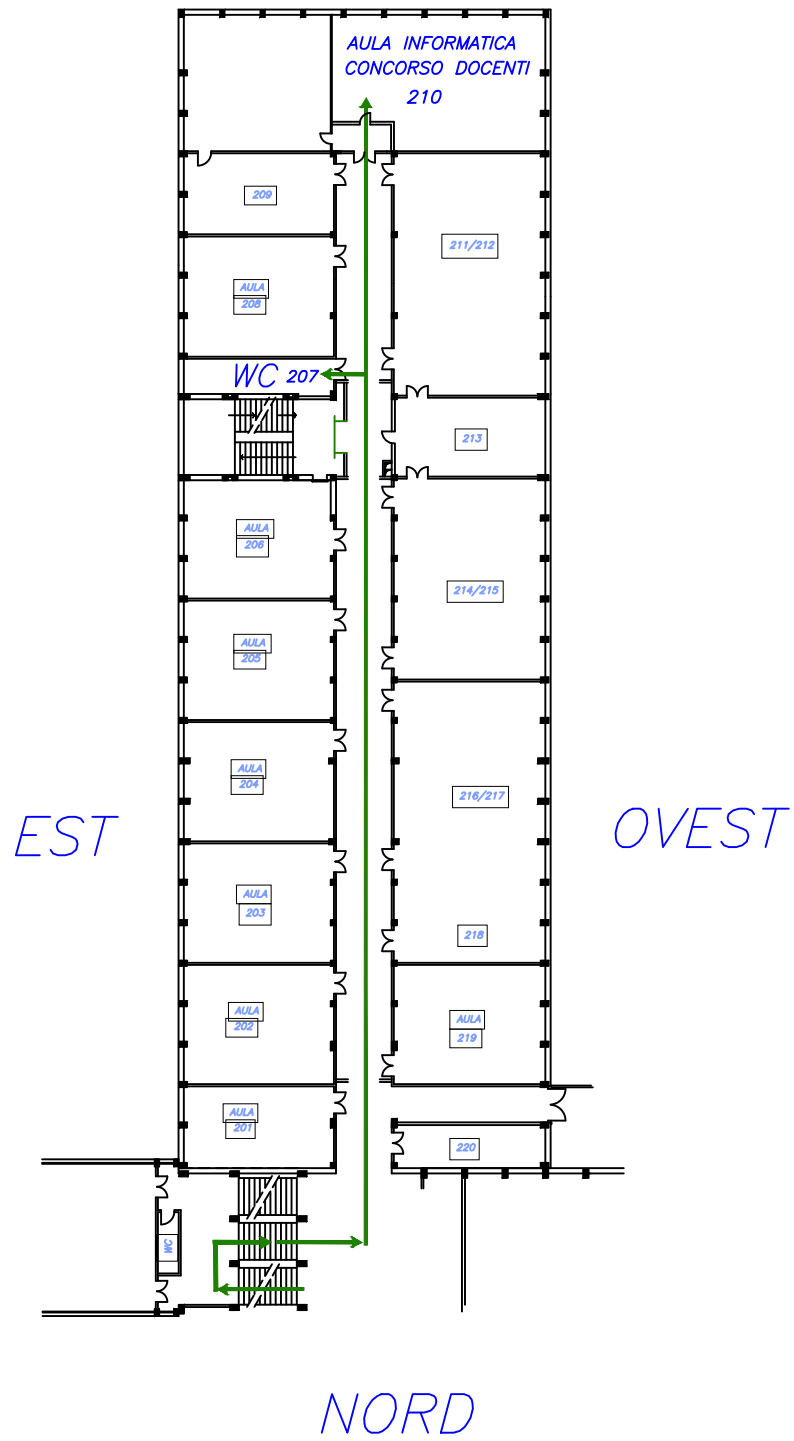 AULA INFORMATICA
CONCORSO DOCENTI
210
209
211/212
AULA
208
WC 207
213
AULA
206
214/215
AULA
205
AULA
204
216/217
EST
OVEST
AULA
203
218
AULA
202
AULA
219
AULA
201
220
WC
NORD